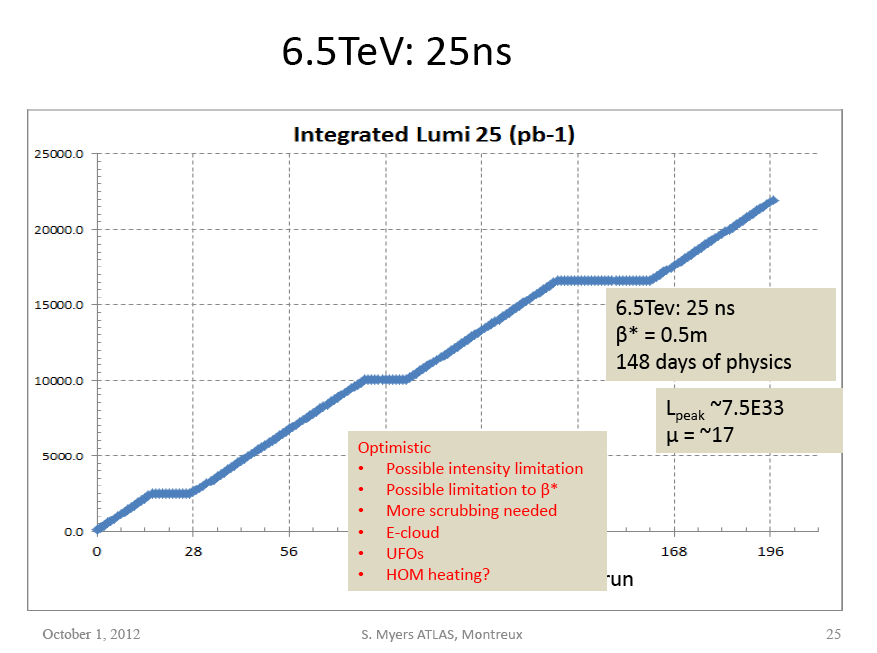 6.5TeV: 25ns
Integrated Lumi 25 (pb-1)
25000.0
20000.0
15000.0
10000.0
5000.0
0.0
0 28 56 168 196
6.5Tev: 25 ns
β* = 0.5m
148 days of physics
Lpeak ~7.5E33
μ = ~17
Optimistic
• Possible intensity limitation
• Possible limitation to β*
• More scrubbing needed
• E-cloud
• UFOs
• HOM heating?
run
October 1, 2012
S. Myers ATLAS, Montreux
25